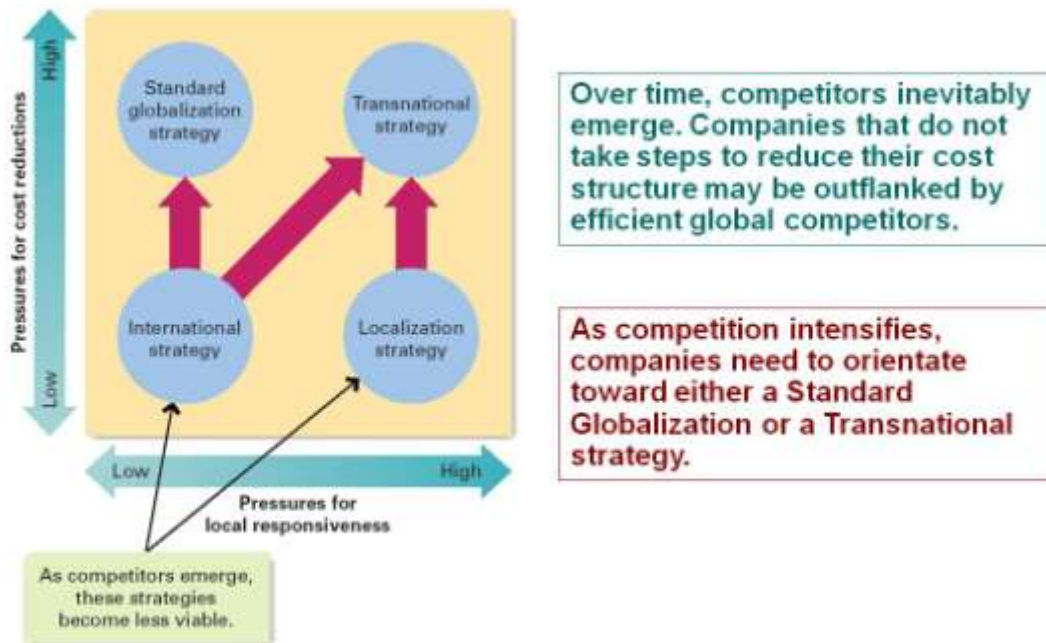 High
Pressures for cost reductions
Low
Standard
globalization
strategy
Transnational
strategy
International
strategy
Localization
strategy
Low
High
Pressures for
local responsiveness
As competitors emerge,
these strategies
become less viable.
Over time, competitors inevitably
emerge. Companies that do not
take steps to reduce their cost
structure may be outflanked by
efficient global competitors.
As competition intensifies,
companies need to orientate
toward either a Standard
Globalization or a Transnational
strategy.